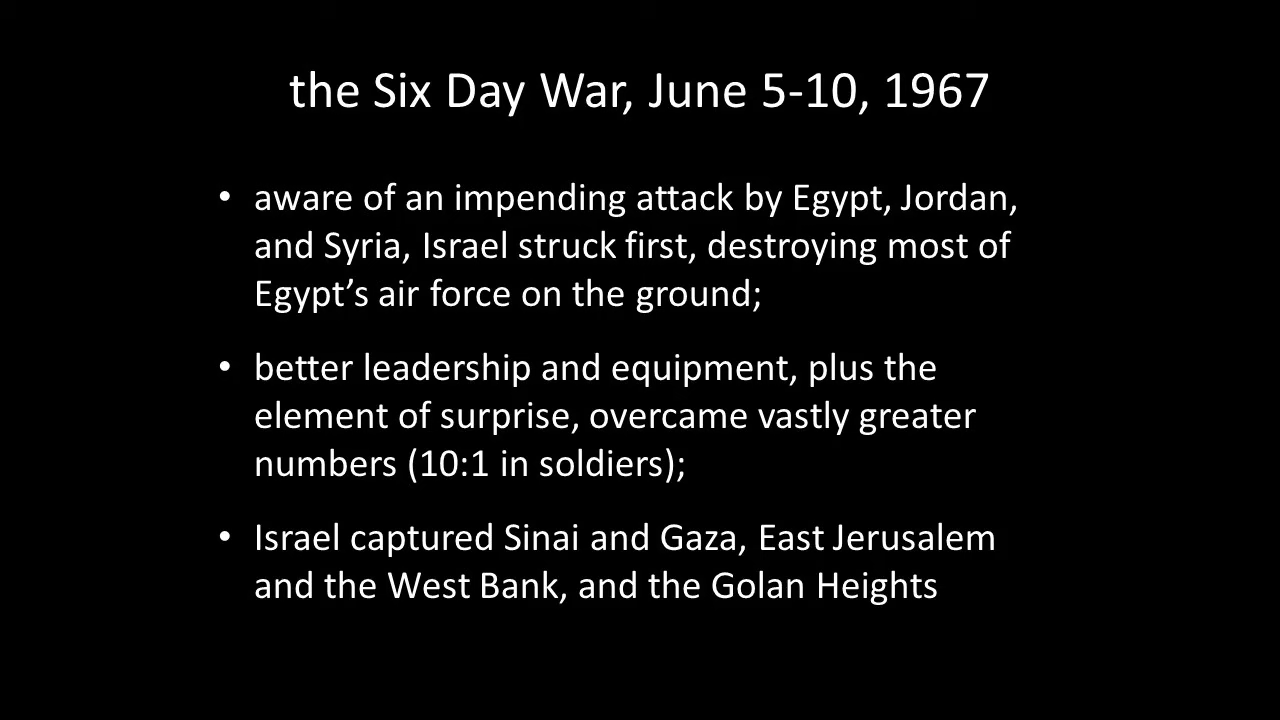 the Six Day War, June 5-10, 1967
• aware of an impending attack by Egypt, Jordan,
and Syria, Israel struck first, destroying most of
Egypt’s air force on the ground;
• better leadership and equipment, plus the
element of surprise, overcame vastly greater
numbers (10:1 in soldiers);
• Israel captured Sinai and Gaza, East Jerusalem
and the West Bank, and the Golan Heights